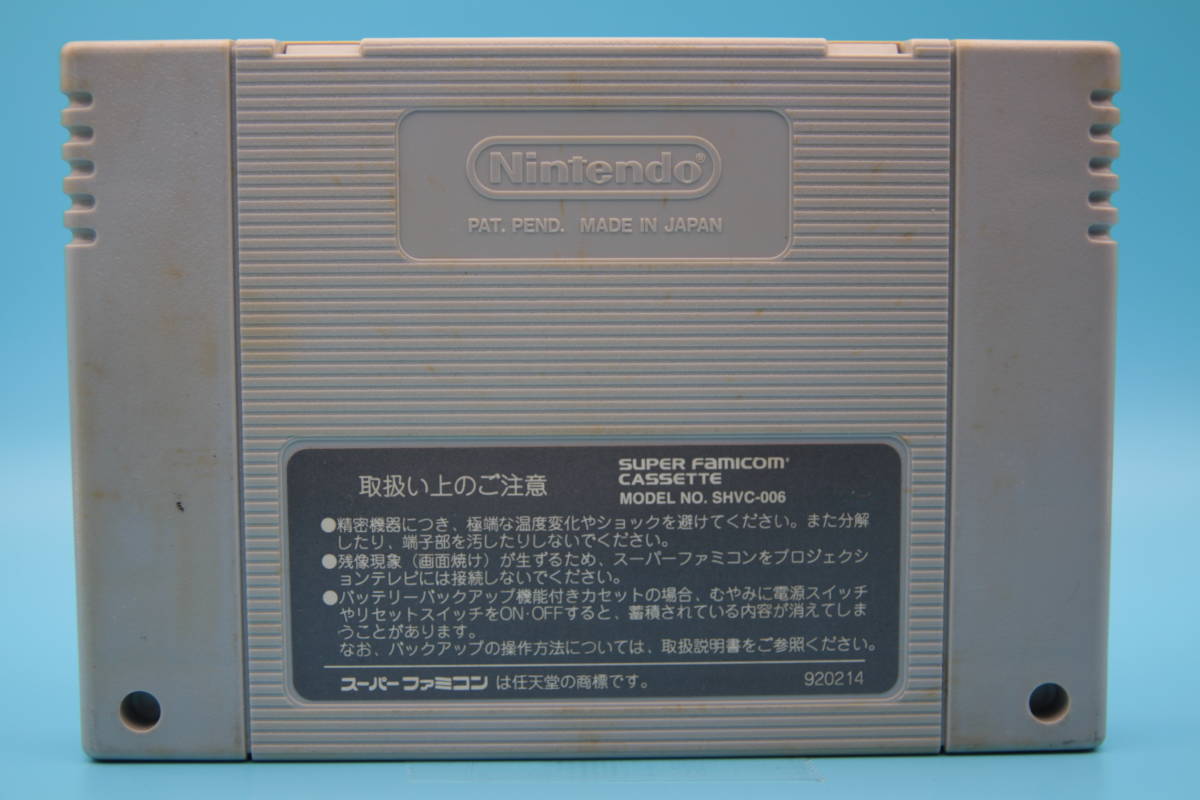 Nintendo®
PAT. PEND. MADE IN JAPAN
取扱い上のご注意
SUPER FAMICOM
CASSETTE
MODEL NO. SHVC-006
●精密機器につき、極端な温度変化やショックを避けてください。また分解
したり、端子部を汚したりしないでください。
●残像現象（画面焼け）が生ずるため、スーパーファミコンをプロジェクシ
ョンテレビには接続しないでください。
●バッテリーバックアップ機能付きカセットの場合、むやみに電源スイッチ
やリセットスイッチをON·OFFすると、蓄積されている内容が消えてしま
うことがあります。
なお、バックアップの操作方法については、取扱説明書をご参照ください。
スーパーファミコン は任天堂の商標です。
920214